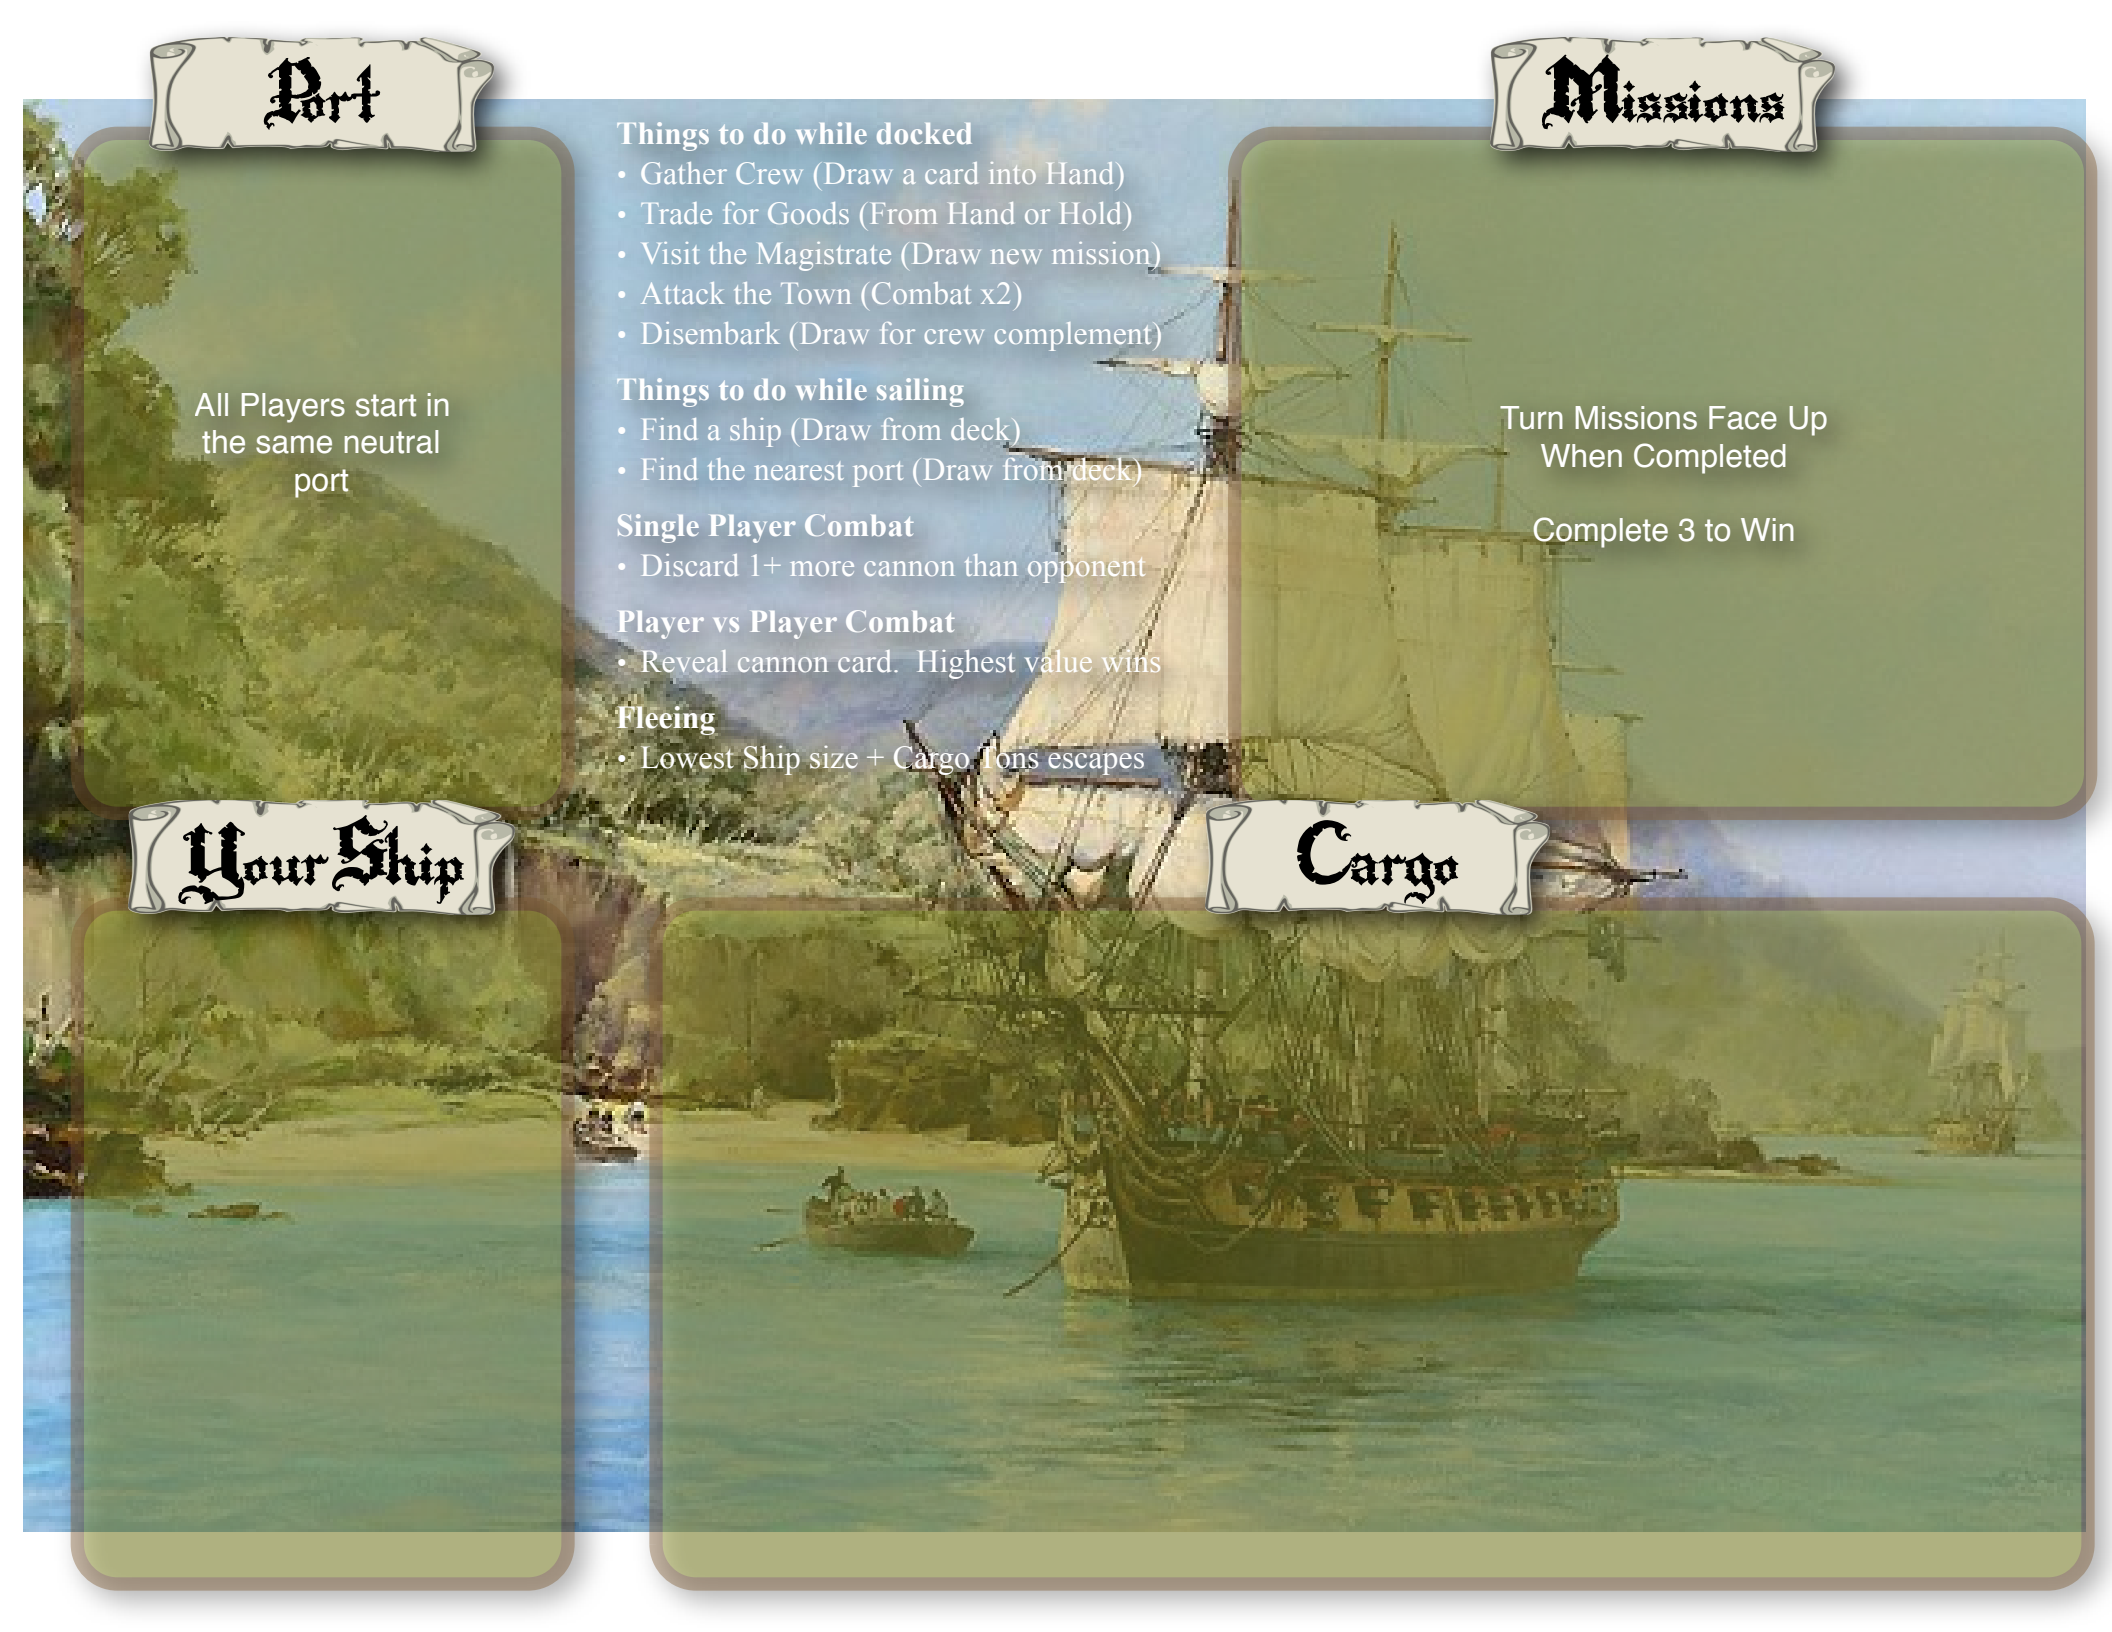 Port
All Players start in
the same neutral
port
Things to do while docked
• Gather Crew (Draw a card into Hand)
• Trade for Goods (From Hand or Hold)
• Visit the Magistrate (Draw new mission)
• Attack the Town (Combat x2)
• Disembark (Draw for crew complement)
Things to do while sailing
• Find a ship (Draw from deck)
• Find the nearest port (Draw from deck)
Single Player Combat
• Discard 1+ more cannon than opponent
Player vs Player Combat
• Reveal cannon card.  Highest value wins
Fleeing
• Lowest Ship size + Cargo Tons escapes
Missions
Turn Missions Face Up
When Completed
Complete 3 to Win
Your Ship
Cargo